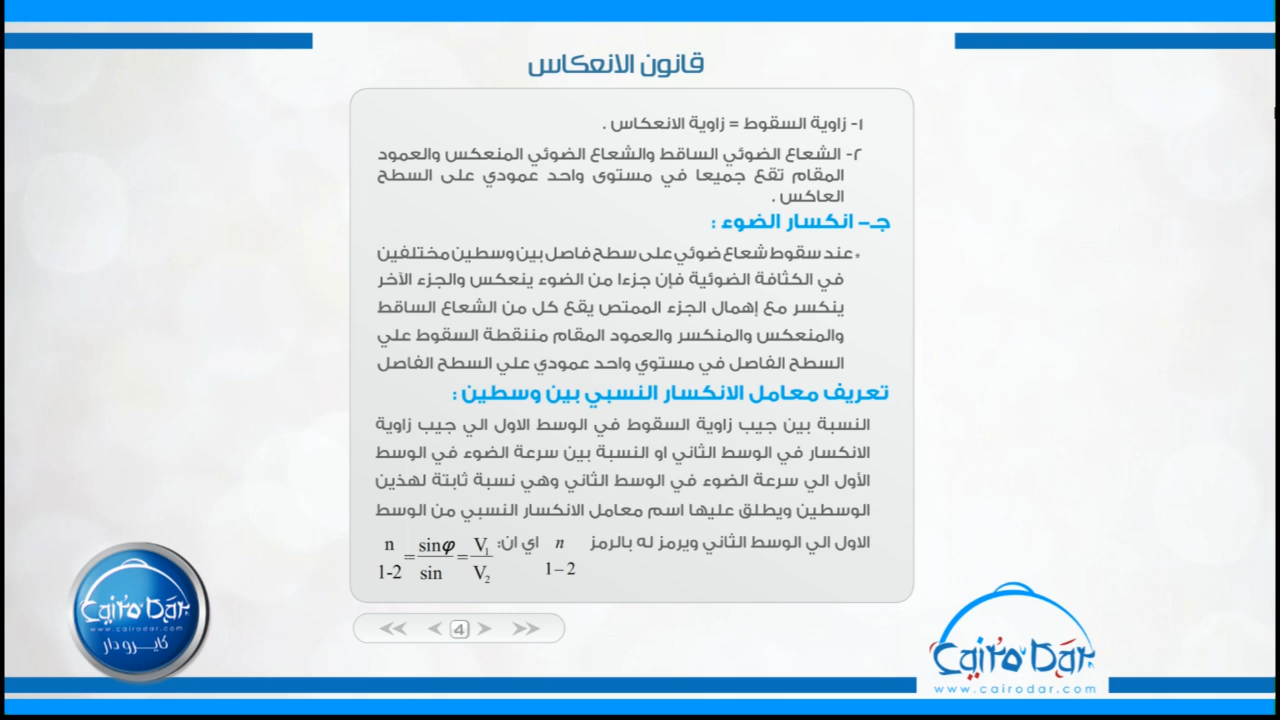 قانون الانعكاس
١- زاوية السقوط = زاوية الانعكاس .
٢- الشعاع الضوئي الساقط والشعاع الضوئي المنعكس والعمود
المقام تقع جميعا في مستوى واحد عمودي على السطح
العاكس .
جـ- انكسار الضوء :
* عند سقوط شعاع ضوئي على سطح فاصل بين وسطين مختلفين
في الكثافة الضوئية فإن جزءا من الضوء ينعكس والجزء الآخر
ينكسر مع إهمال الجزء الممتص يقع كل من الشعاع الساقط
والمنعكس والمنكسر والعمود المقام مننقطة السقوط علي
السطح الفاصل في مستوي واحد عمودي علي السطح الفاصل
تعريف معامل الانكسار النسبي بين وسطين :
النسبة بين جيب زاوية السقوط في الوسط الاول الي جيب زاوية
الانكسار في الوسط الثاني او النسبة بين سرعة الضوء في الوسط
الأول الي سرعة الضوء في الوسط الثاني وهي نسبة ثابتة لهذين
الوسطين ويطلق عليها اسم معامل الانكسار النسبي من الوسط
الاول الي الوسط الثاني ويرمز له بالرمز n اي ان: n = sinφ = V1
1-2 1-2 sin V2
4
Cairo Dar
www.cairodar.com
كايرو دار
Cairo Dar
www.cairodar.com